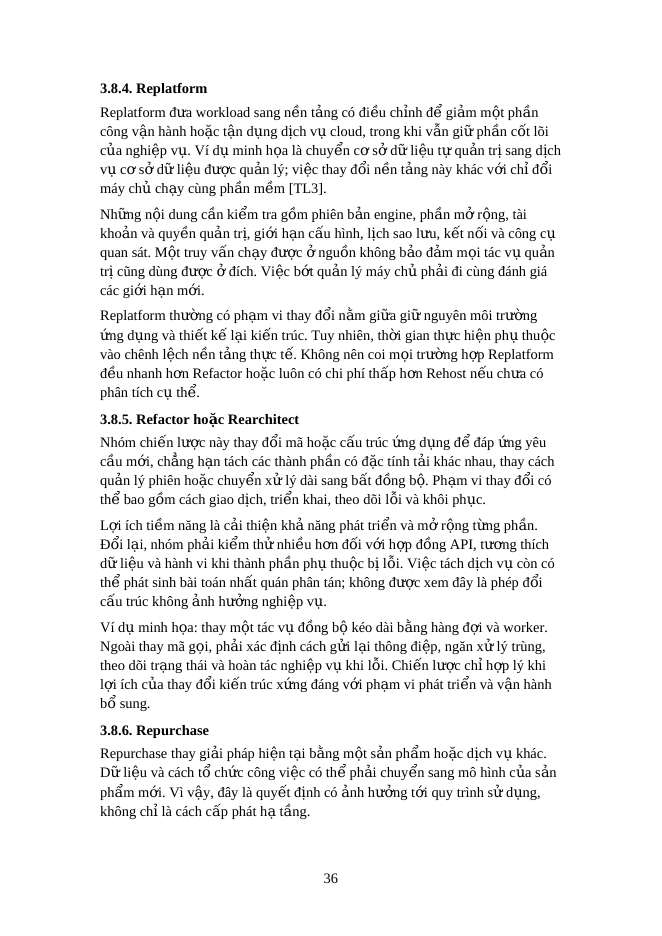 3.8.4. Replatform
Replatform đưa workload sang nền tảng có điều chỉnh để giảm một phần
công vận hành hoặc tận dụng dịch vụ cloud, trong khi vẫn giữ phần cốt lõi
của nghiệp vụ. Ví dụ minh họa là chuyển cơ sở dữ liệu tự quản trị sang dịch
vụ cơ sở dữ liệu được quản lý; việc thay đổi nền tảng này khác với chỉ đổi
máy chủ chạy cùng phần mềm [TL3].
Những nội dung cần kiểm tra gồm phiên bản engine, phần mở rộng, tài
khoản và quyền quản trị, giới hạn cấu hình, lịch sao lưu, kết nối và công cụ
quan sát. Một truy vấn chạy được ở nguồn không bảo đảm mọi tác vụ quản
trị cũng dùng được ở đích. Việc bớt quản lý máy chủ phải đi cùng đánh giá
các giới hạn mới.
Replatform thường có phạm vi thay đổi nằm giữa giữ nguyên môi trường
ứng dụng và thiết kế lại kiến trúc. Tuy nhiên, thời gian thực hiện phụ thuộc
vào chênh lệch nền tảng thực tế. Không nên coi mọi trường hợp Replatform
đều nhanh hơn Refactor hoặc luôn có chi phí thấp hơn Rehost nếu chưa có
phân tích cụ thể.
3.8.5. Refactor hoặc Rearchitect
Nhóm chiến lược này thay đổi mã hoặc cấu trúc ứng dụng để đáp ứng yêu
cầu mới, chẳng hạn tách các thành phần có đặc tính tải khác nhau, thay cách
quản lý phiên hoặc chuyển xử lý dài sang bất đồng bộ. Phạm vi thay đổi có
thể bao gồm cách giao dịch, triển khai, theo dõi lỗi và khôi phục.
Lợi ích tiềm năng là cải thiện khả năng phát triển và mở rộng từng phần.
Đổi lại, nhóm phải kiểm thử nhiều hơn đối với hợp đồng API, tương thích
dữ liệu và hành vi khi thành phần phụ thuộc bị lỗi. Việc tách dịch vụ còn có
thể phát sinh bài toán nhất quán phân tán; không được xem đây là phép đổi
cấu trúc không ảnh hưởng nghiệp vụ.
Ví dụ minh họa: thay một tác vụ đồng bộ kéo dài bằng hàng đợi và worker.
Ngoài thay mã gọi, phải xác định cách gửi lại thông điệp, ngăn xử lý trùng,
theo dõi trạng thái và hoàn tác nghiệp vụ khi lỗi. Chiến lược chỉ hợp lý khi
lợi ích của thay đổi kiến trúc xứng đáng với phạm vi phát triển và vận hành
bổ sung.
3.8.6. Repurchase
Repurchase thay giải pháp hiện tại bằng một sản phẩm hoặc dịch vụ khác.
Dữ liệu và cách tổ chức công việc có thể phải chuyển sang mô hình của sản
phẩm mới. Vì vậy, đây là quyết định có ảnh hưởng tới quy trình sử dụng,
không chỉ là cách cấp phát hạ tầng.
36